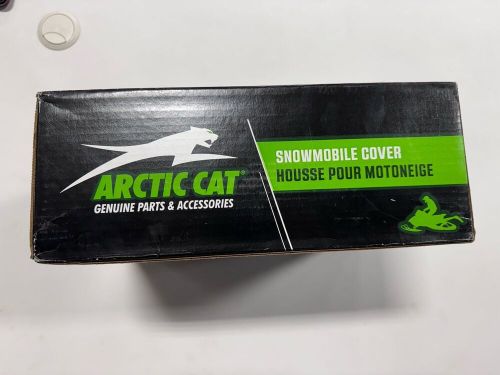 ARCTIC CAT®
GENUINE PARTS & ACCESSORIES
SNOWMOBILE COVER
HOUSSE POUR MOTONEIGE